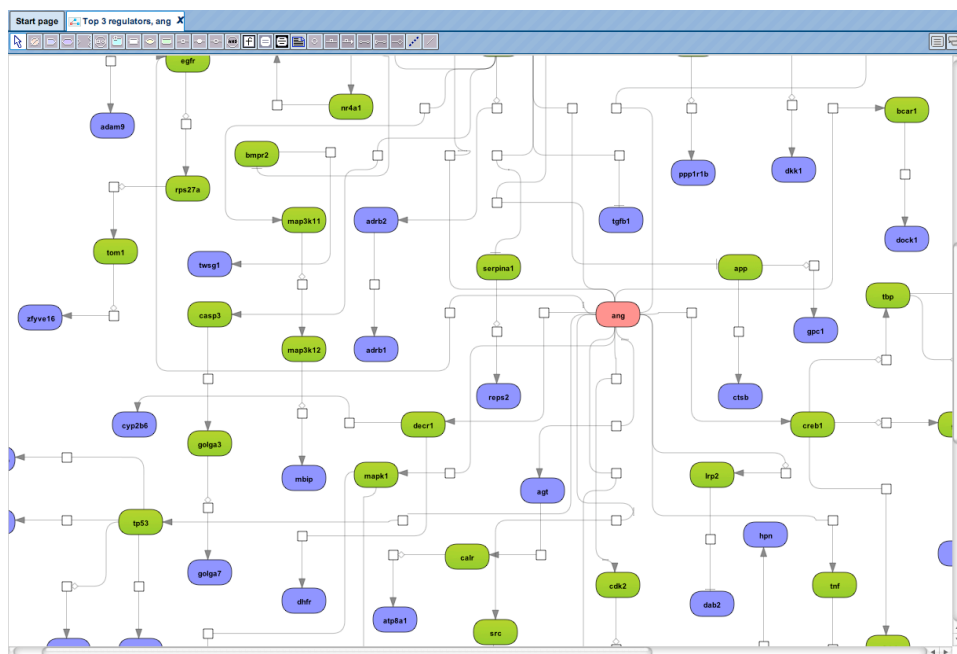 Start page
Top 3 regulators, ang X
egfr
nr4a1
bcar1
adam9
bmpr2
ppp1r1b
dkk1
rps27a
map3k11
adrb2
tgfb1
dock1
tom1
twsg1
serpina1
app
tbp
zfyve16
casp3
ang
gpc1
map3k12
adrb1
reps2
ctsb
cyp2b6
decr1
creb1
golga3
mbip
mapk1
lrp2
agt
tp53
hpn
calr
golga7
cdk2
tnf
dhfr
dab2
atp8a1
src